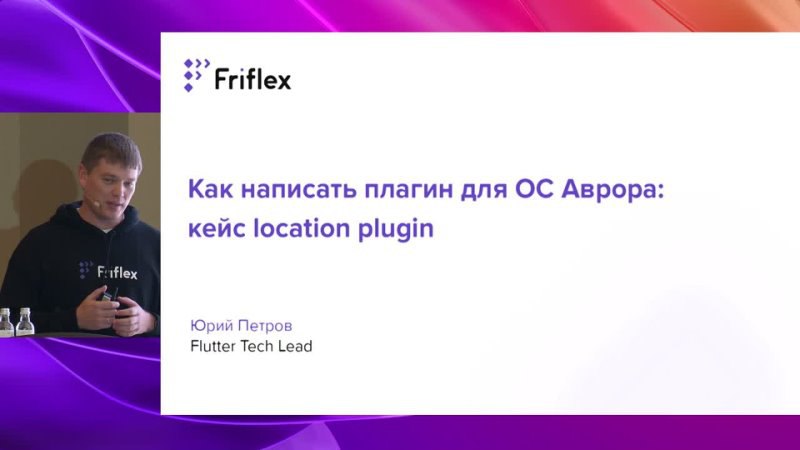 Friflex
Как написать плагин для ОС Аврора:
кейс location plugin
Friflex
Юрий Петров
Flutter Tech Lead